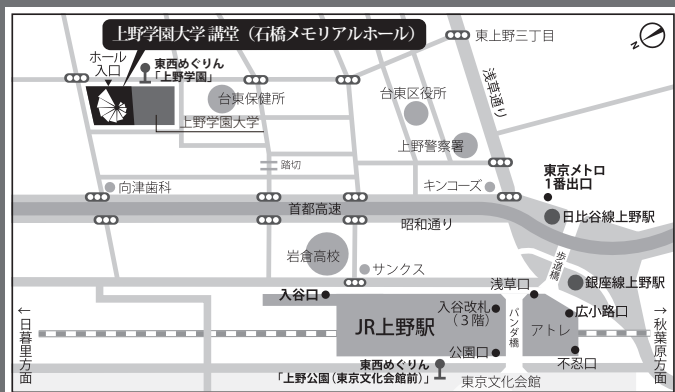 上野学園大学 講堂（石橋メモリアルホール）
東上野三丁目
N
ホール
入口
東西めぐりん
「上野学園」
浅草通り
台東保健所
台東区役所
上野学園大学
上野警察署
踏切
東京メトロ
1番出口
向津歯科
キンコーズ
首都高速
昭和通り
日比谷線上野駅
岩倉高校
サンクス
歩道橋
銀座線上野駅
入谷口
浅草口
←日暮里方面
JR上野駅
入谷改札
（3階）
パンダ橋
アトレ
広小路口
→秋葉原方面
公園口
不忍口
東西めぐりん
「上野公園（東京文化会館前）」
東京文化会館